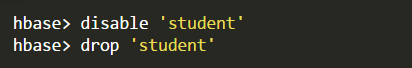 hbase> disable 'student'
hbase> drop 'student'